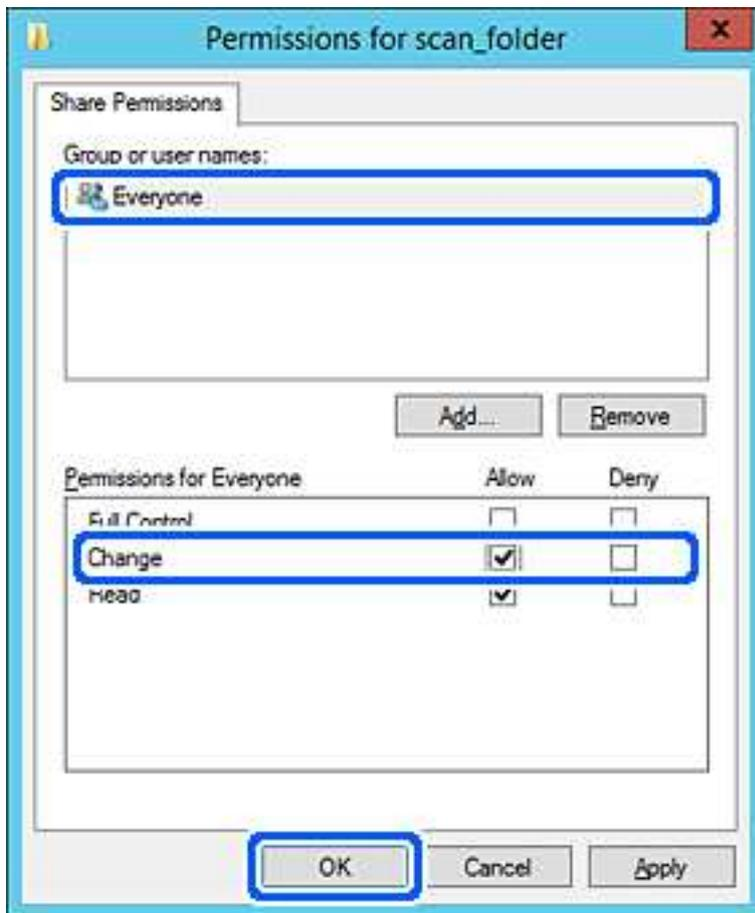 Permissions for scan_folder
Share Permissions
Group or user names:
Everyone
Add... Remove
Permissions for Everyone Allow Deny
Full Control
Change
Read
OK Cancel Apply